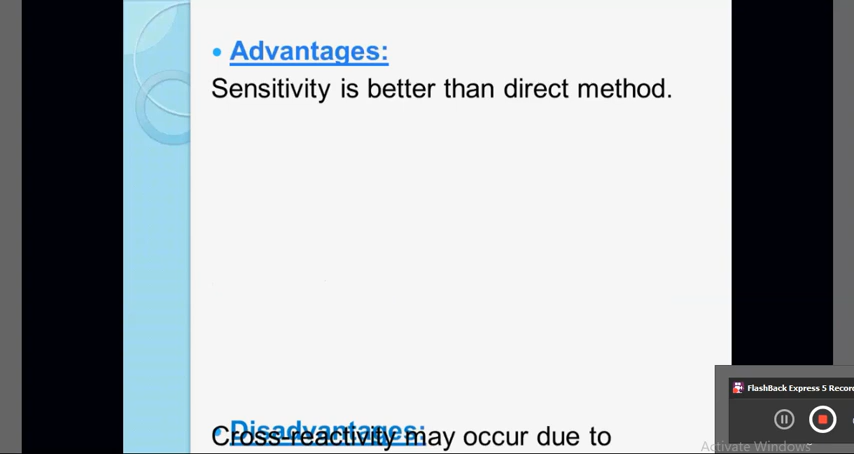 • Advantages:
Sensitivity is better than direct method.
• Disadvantages:
Cross-reactivity may occur due to
FlashBack Express 5 Recor
Activate Windows